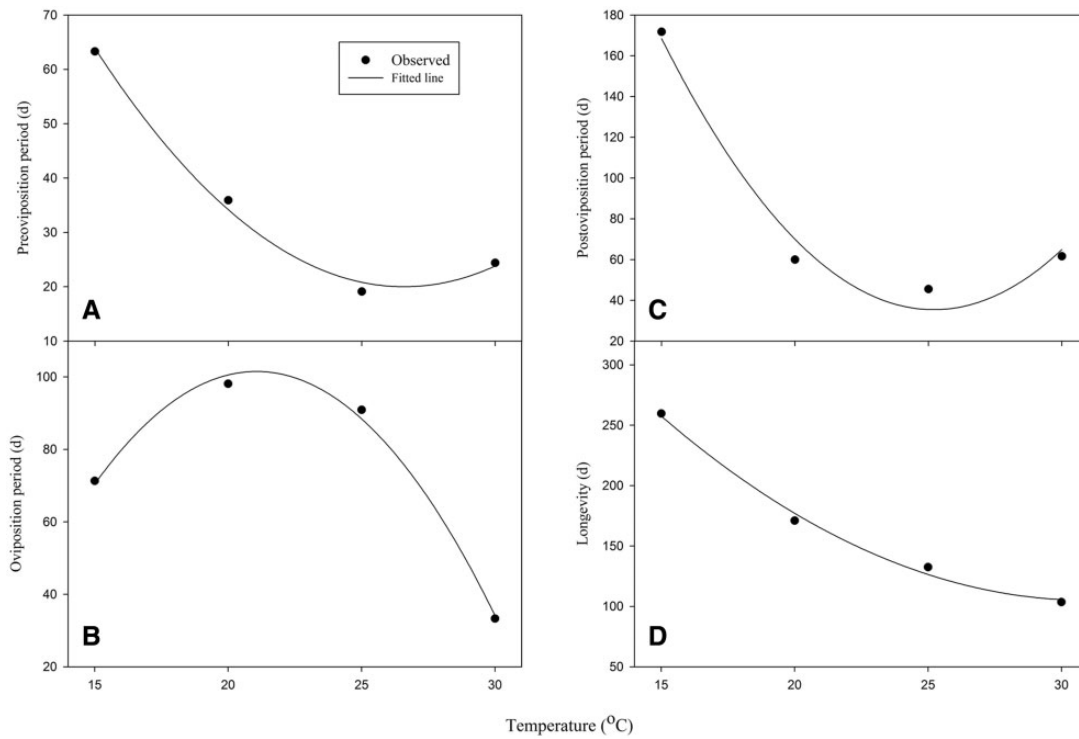 70
60
50
40
30
20
10
Preoviposition period (d)
Observed
Fitted line
A
180
160
140
120
100
80
60
40
20
Postoviposition period (d)
C
100
80
60
40
20
Oviposition period (d)
B
15 20 25 30
300
250
200
150
100
50
Longevity (d)
D
15 20 25 30
Temperature (°C)